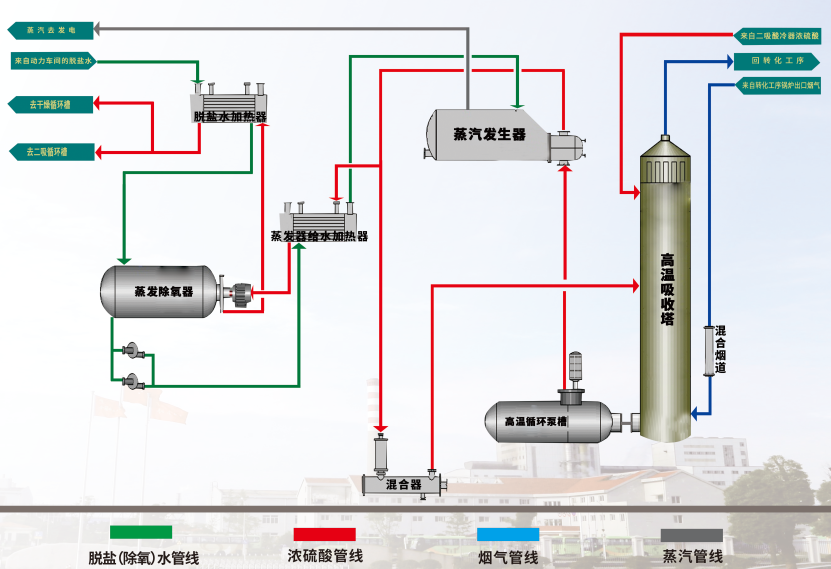 蒸汽去发电
来自动力车间的脱盐水
去干燥循环槽
去二吸循环槽
脱盐水加热器
蒸发器给水加热器
蒸汽发生器
来自二吸酸冷器浓硫酸
回转化工序
来自转化工序锅炉出口烟气
高温吸收塔
混合烟道
蒸发除氧器
高温循环泵槽
混合器
脱盐(除氧)水管线
浓硫酸管线
烟气管线
蒸汽管线